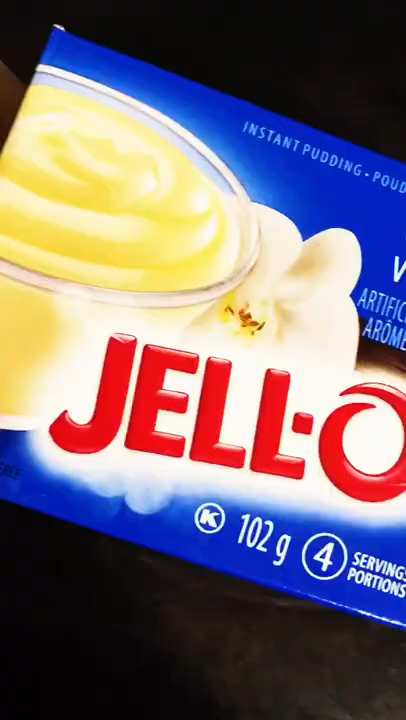 INSTANT PUDDING • POUD
V
ARTIFIC
ARÔME
JELL-O
K 102 g 4 SERVINGS
PORTIONS